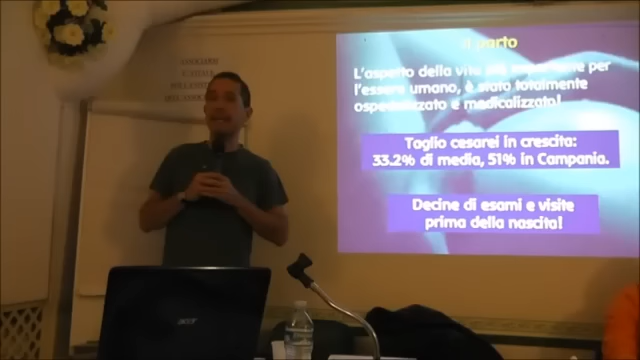 Il parto
L'aspetto della vita più importante per
l'essere umano, è stato totalmente
ospedalizzato e medicalizzato!
Taglio cesarei in crescita:
33.2% di media, 51% in Campania.
Decine di esami e visite
prima della nascita!
acer